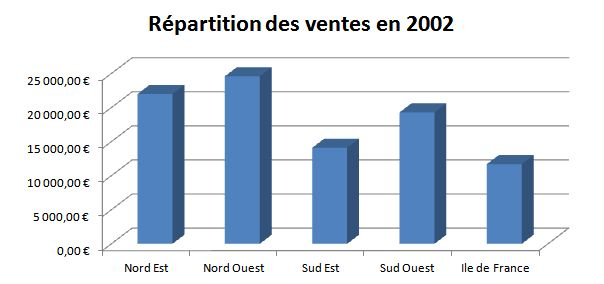 Répartition des ventes en 2002
25 000,00 €
20 000,00 €
15 000,00 €
10 000,00 €
5 000,00 €
0,00 €
Nord Est Nord Ouest Sud Est Sud Ouest Ile de France